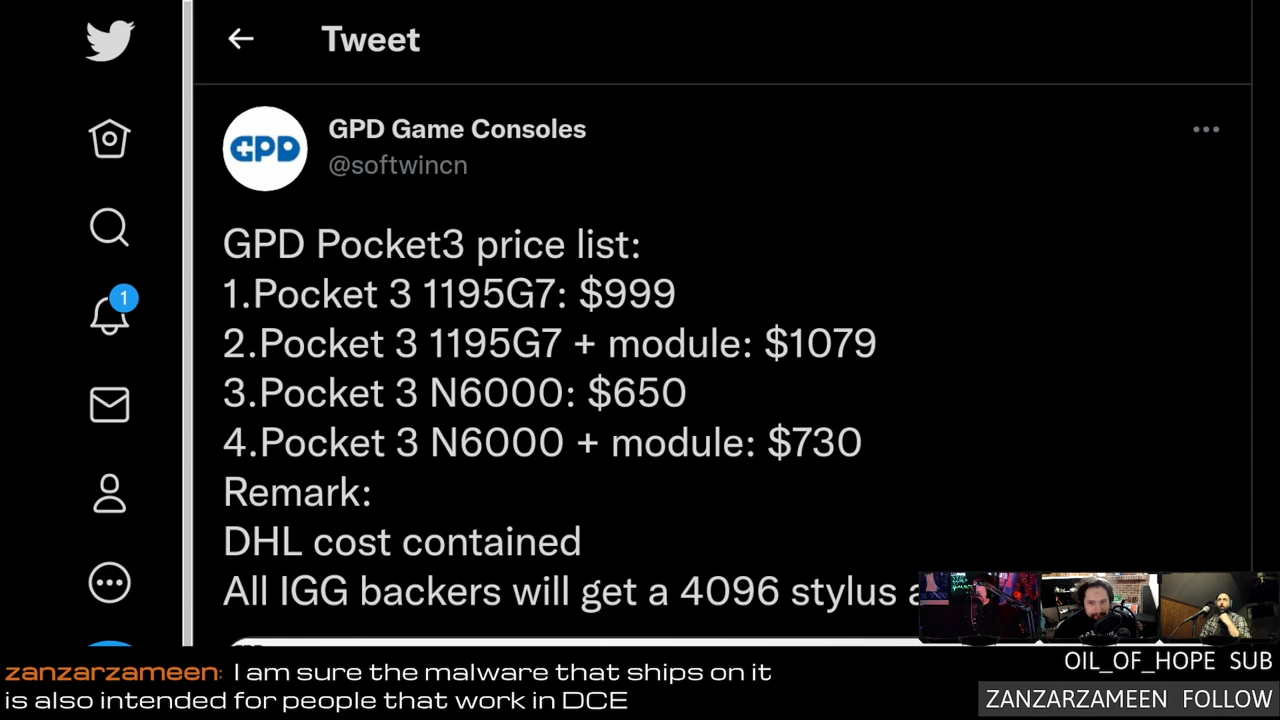 Tweet
GPD
GPD Game Consoles
@softwincn
GPD Pocket3 price list:
1.Pocket 3 1195G7: $999
2.Pocket 3 1195G7 + module: $1079
3.Pocket 3 N6000: $650
4.Pocket 3 N6000 + module: $730
Remark:
DHL cost contained
All IGG backers will get a 4096 stylus
1
OIL_OF_HOPE SUB
ZANZARZAMEEN FOLLOW
zanzarzameen: I am sure the malware that ships on it
is also intended for people that work in DCE